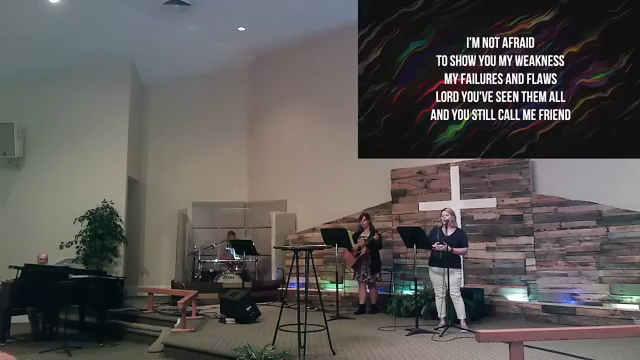 I'M NOT AFRAID
TO SHOW YOU MY WEAKNESS
MY FAILURES AND FLAWS
LORD YOU'VE SEEN THEM ALL
AND YOU STILL CALL ME FRIEND